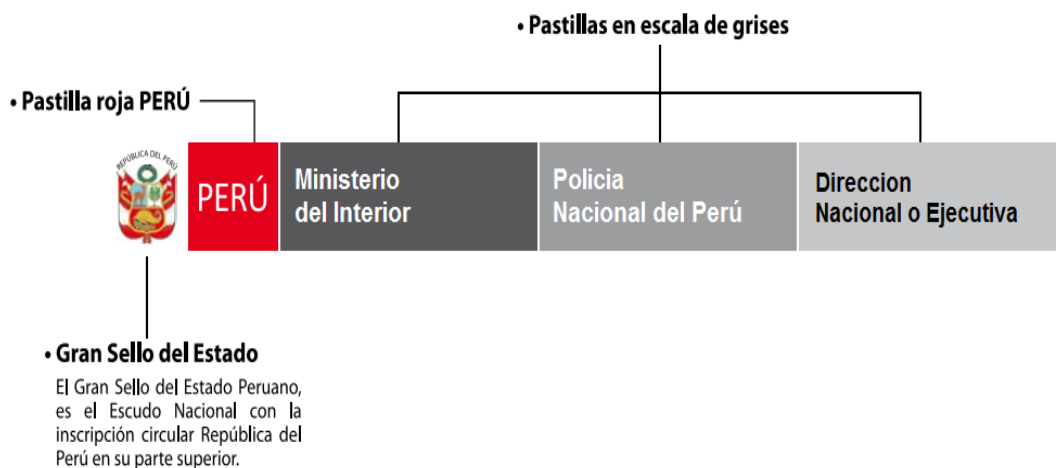 • Pastillas en escala de grises
• Pastilla roja PERÚ
REPÚBLICA DEL PERÚ
PERÚ
Ministerio
del Interior
Policia
Nacional del Perú
Direccion
Nacional o Ejecutiva
• Gran Sello del Estado
El Gran Sello del Estado Peruano,
es el Escudo Nacional con la
inscripción circular República del
Perú en su parte superior.